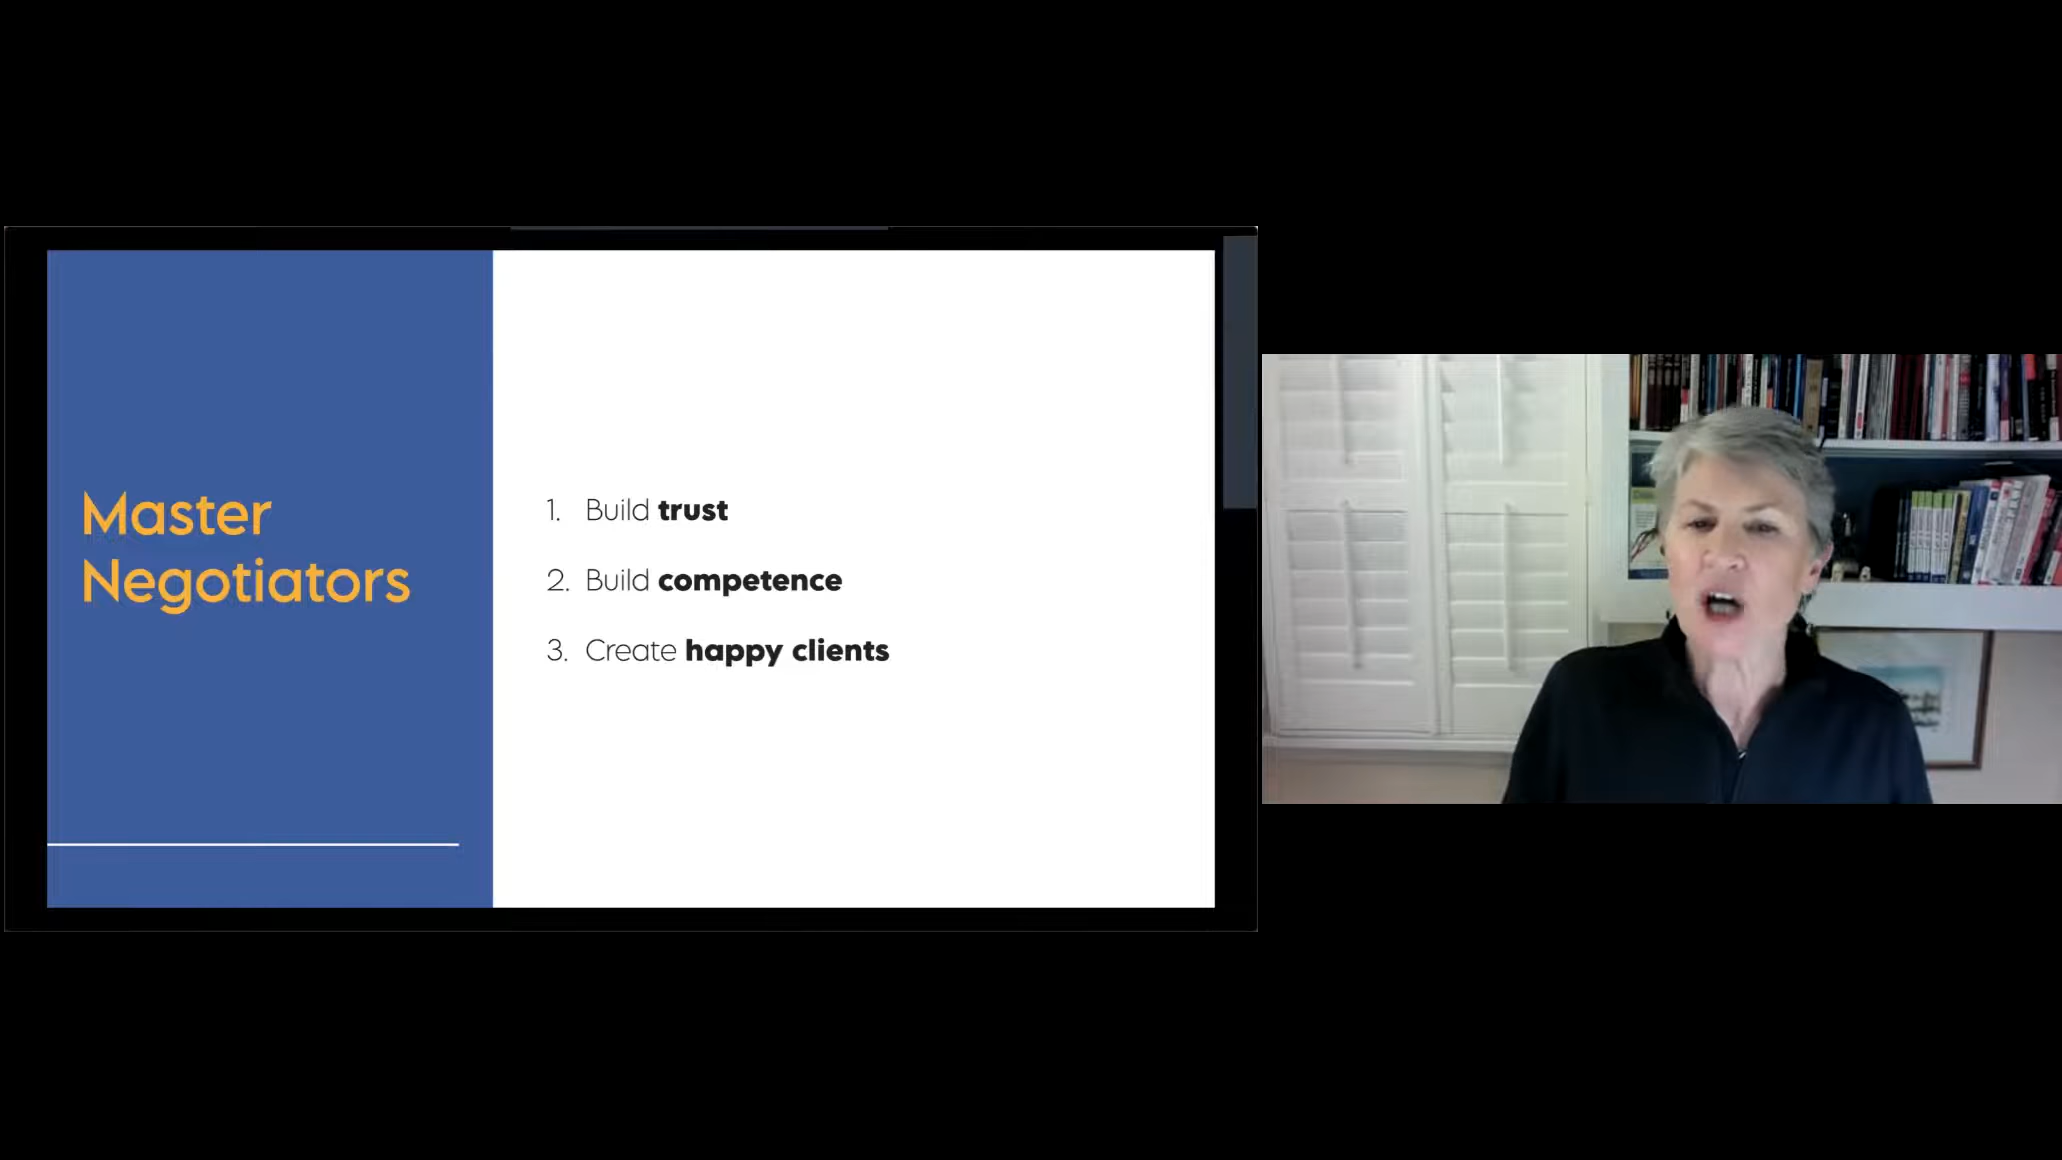 Master
Negotiators
1. Build trust
2. Build competence
3. Create happy clients